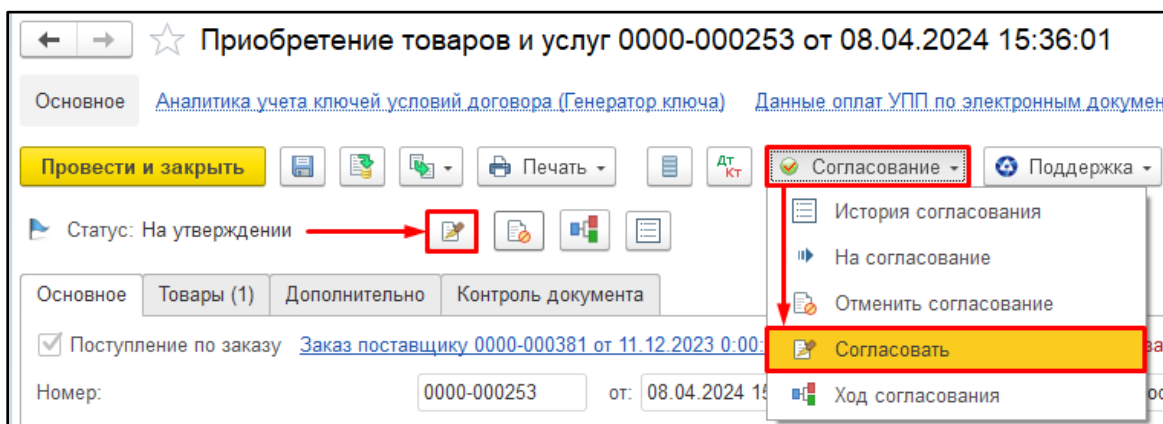 Приобретение товаров и услуг 0000-000253 от 08.04.2024 15:36:01
Основное Аналитика учета ключей условий договора (Генератор ключа) Данные оплат УПП по электронным
Провести и закрыть Печать Дт Кт Согласование Поддержка
Статус: На утверждении
История согласования
На согласование
Отменить согласование
Согласовать
Ход согласования
Основное Товары (1) Дополнительно Контроль документа
Поступление по заказу Заказ поставщику 0000-000381 от 11.12.2023 0:00:
Номер: 0000-000253 от: 08.04.2024